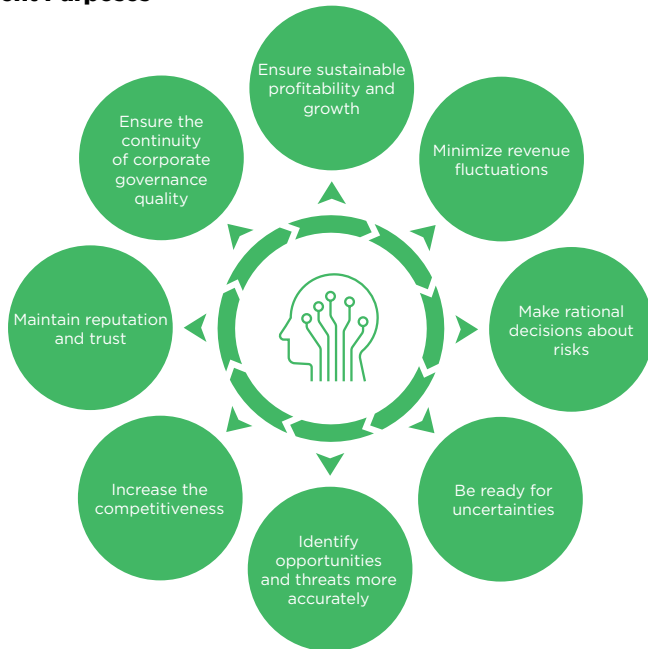 Purposes
Ensure sustainable
profitability and
growth
Minimize revenue
fluctuations
Make rational
decisions about
risks
Be ready for
uncertainties
Identify
opportunities
and threats more
accurately
Increase the
competitiveness
Maintain reputation
and trust
Ensure the
continuity
of corporate
governance
quality